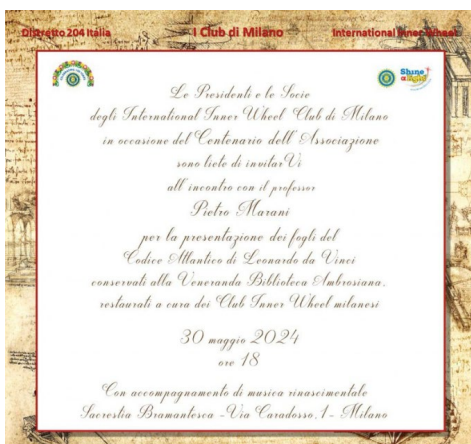 Distretto 204 Italia
I Club di Milano
International Inner Wheel
Shine a light
Le Presidenti e le Socie
degli International Inner Wheel Club di Milano
in occasione del Centenario dell'Associazione
sono liete di invitar Vi
all'incontro con il professor
Pietro Marani
per la presentazione dei fogli del
Codice Atlantico di Leonardo da Vinci
conservati alla Veneranda Biblioteca Ambrosiana,
restaurati a cura dei Club Inner Wheel milanesi
30 maggio 2024
ore 18
Con accompagnamento di musica rinascimentale
Sacrestia Bramantesca - Via Caradosso, 1 - Milano